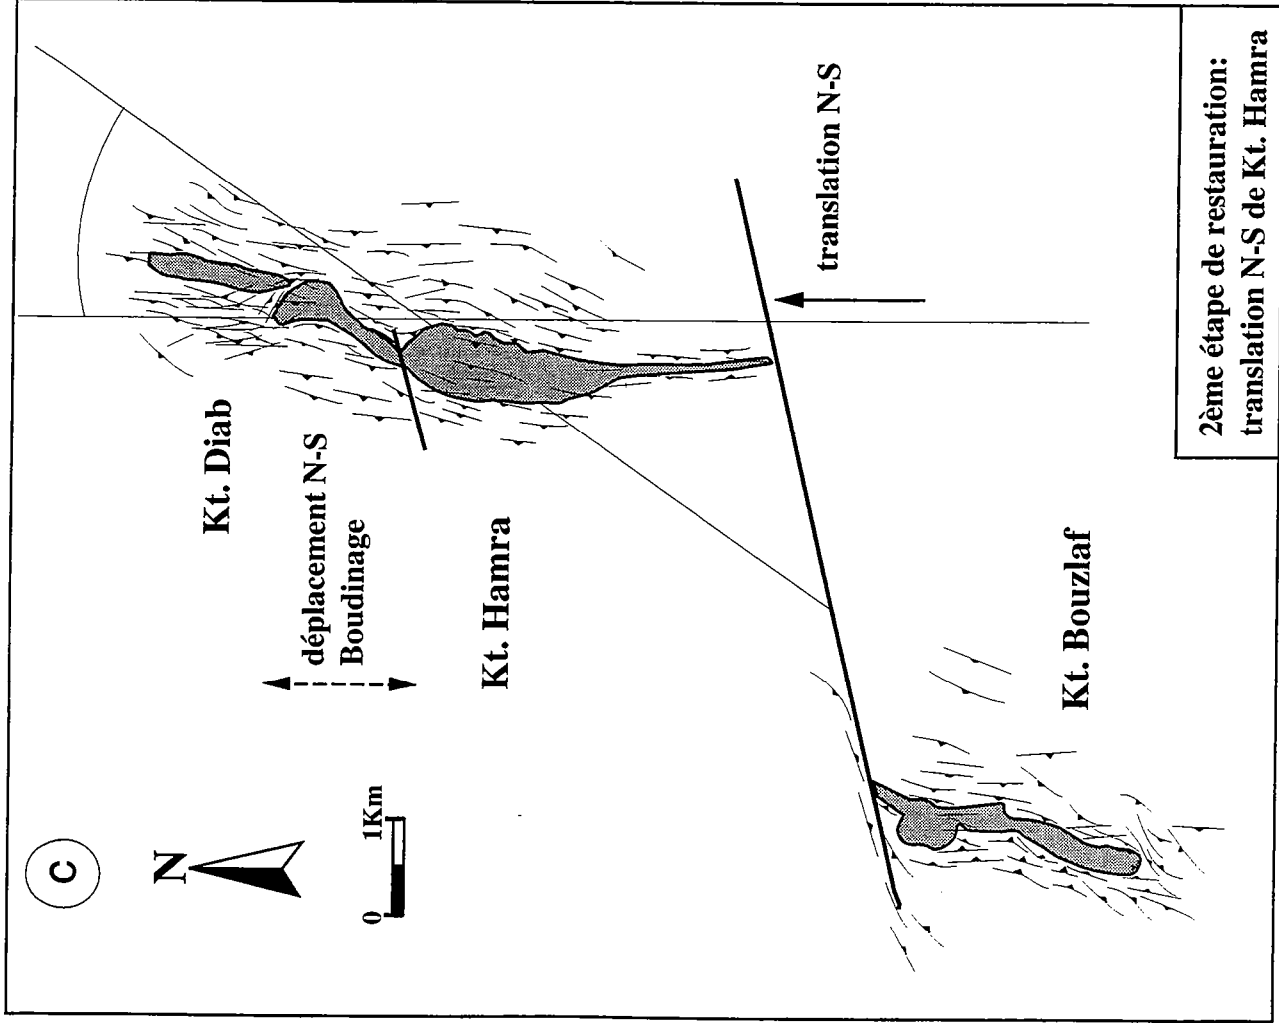 C
N
0 1Km
Kt. Diab
déplacement N-S
Boudinage
Kt. Hamra
translation N-S
Kt. Bouzlaf
2ème étape de restauration:
translation N-S de Kt. Hamra